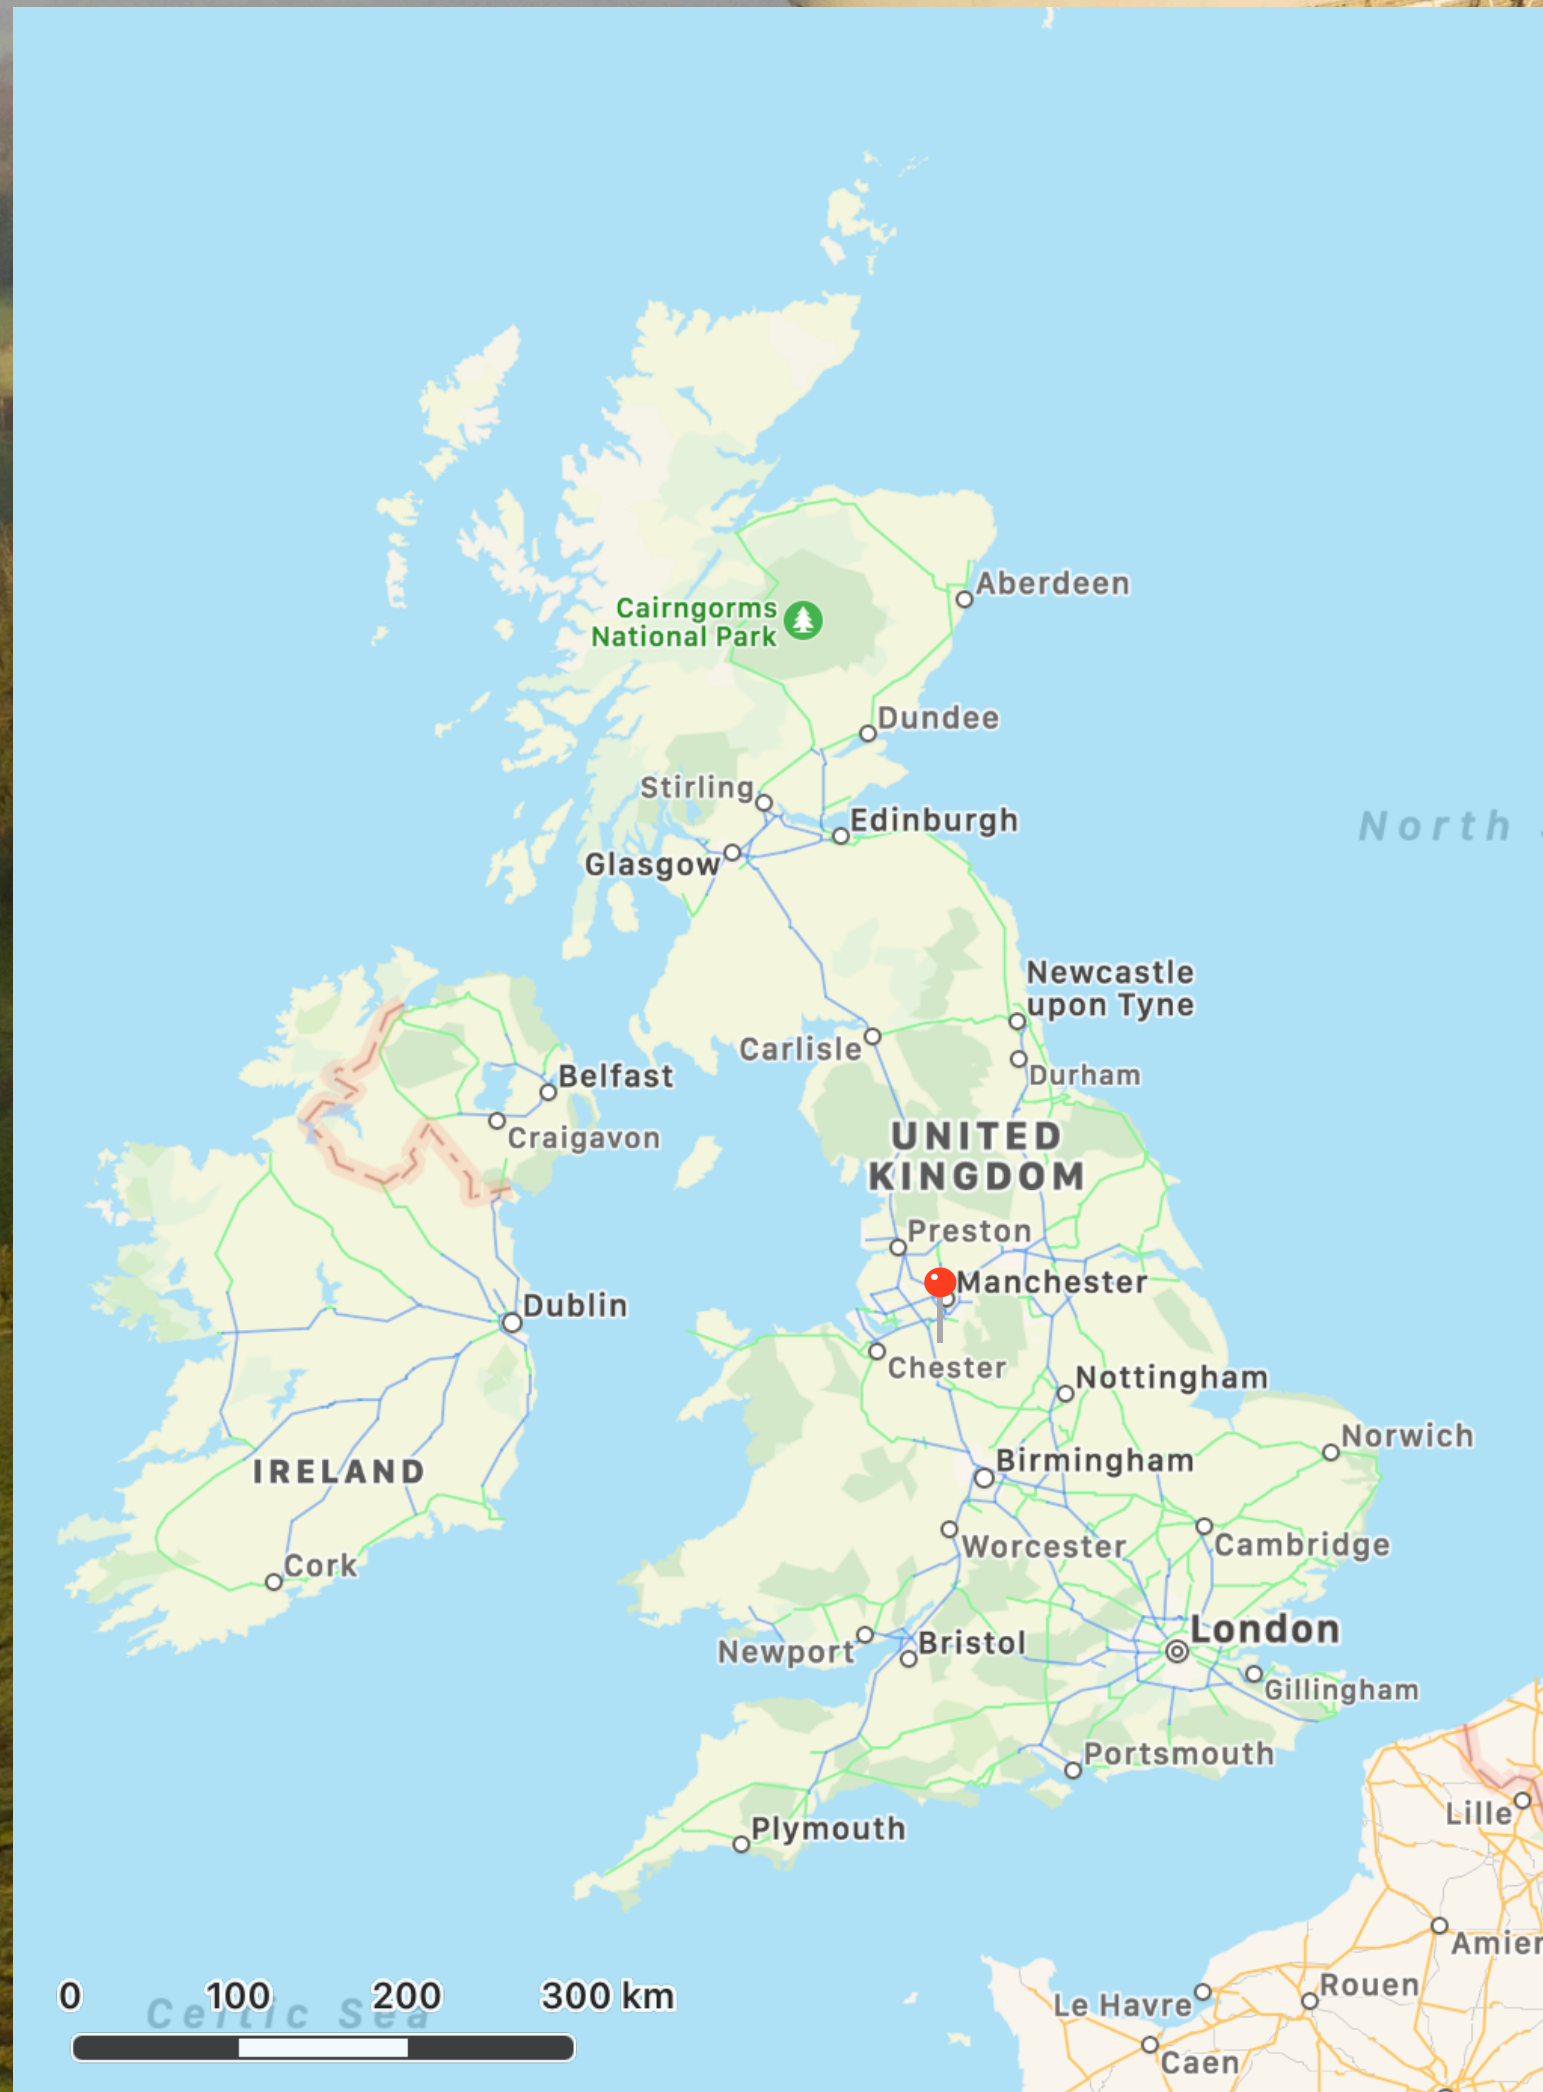 Cairngorms
National Park
Aberdeen
Dundee
Stirling
Edinburgh
Glasgow
North
Newcastle
upon Tyne
Carlisle
Durham
Belfast
Craigavon
UNITED
KINGDOM
Preston
Manchester
Dublin
Chester
Nottingham
Norwich
Birmingham
IRELAND
Worcester
Cambridge
Cork
London
Newport
Bristol
Gillingham
Portsmouth
Lille
Plymouth
Amien
Rouen
Le Havre
Caen
0 100 200 300 km
Celtic Sea